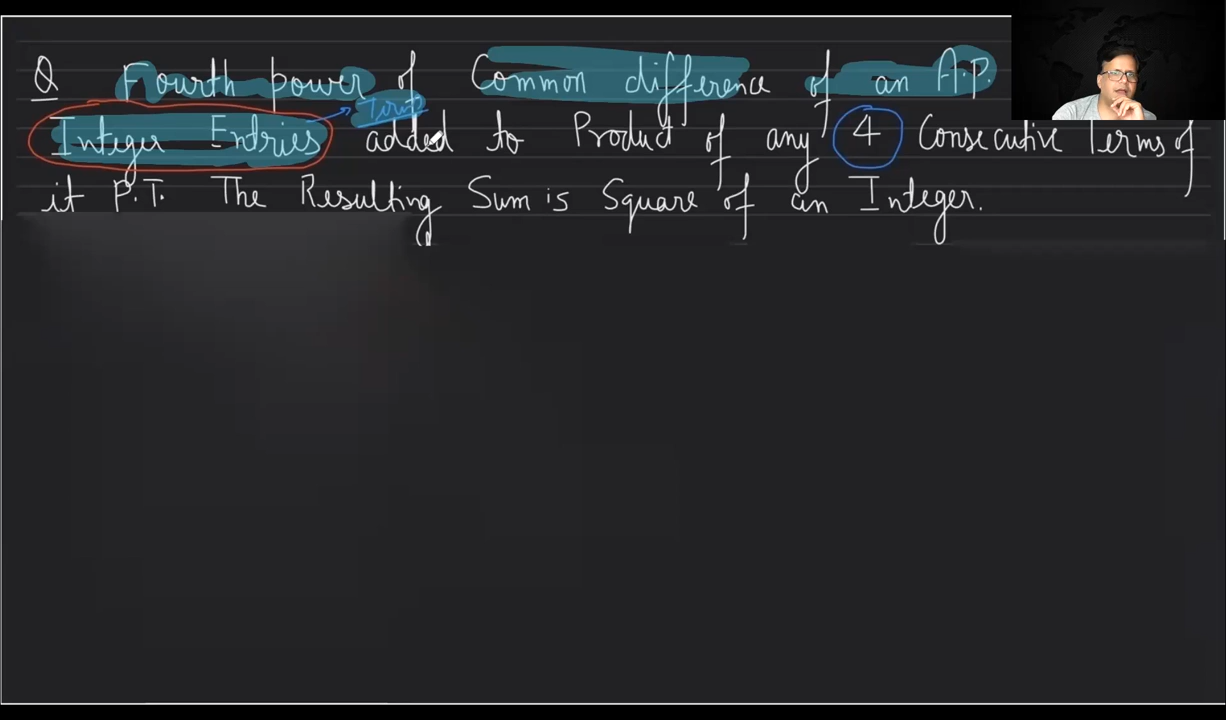 Q Fourth power of Common difference of an A.P.
Integer Entries Term added to Product of any 4 Consecutive Terms of
it P.T. The Resulting Sum is Square of an Integer.